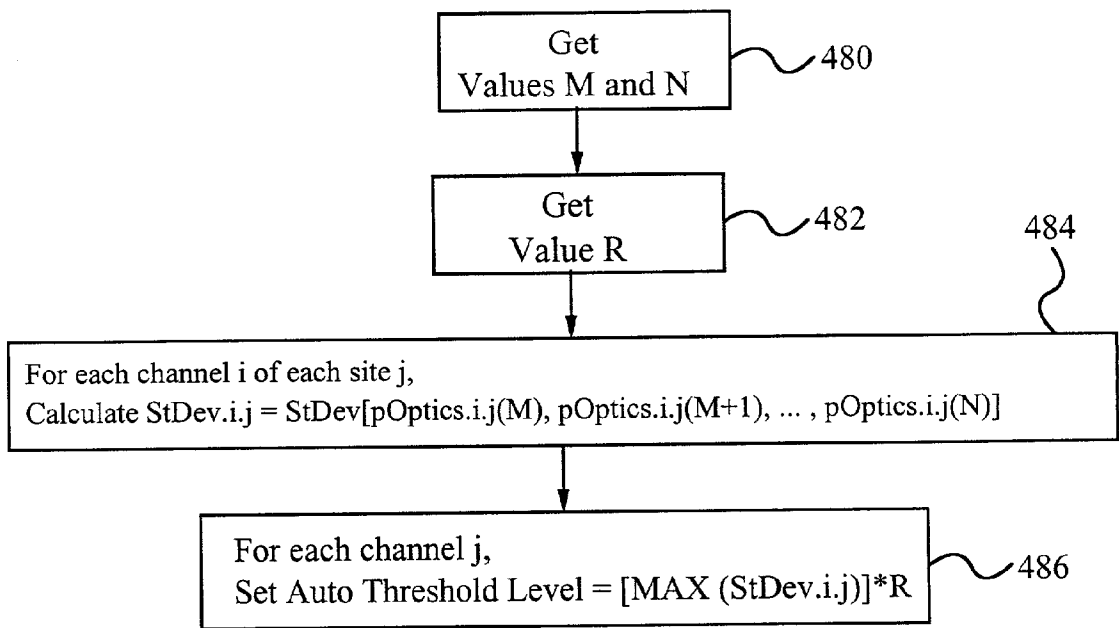 Get
Values M and N
480
Get
Value R
482
484
For each channel i of each site j,
Calculate StDev.i.j = StDev[pOptics.i.j(M), pOptics.i.j(M+1), ... , pOptics.i.j(N)]
For each channel j,
Set Auto Threshold Level = [MAX (StDev.i.j)]*R
486